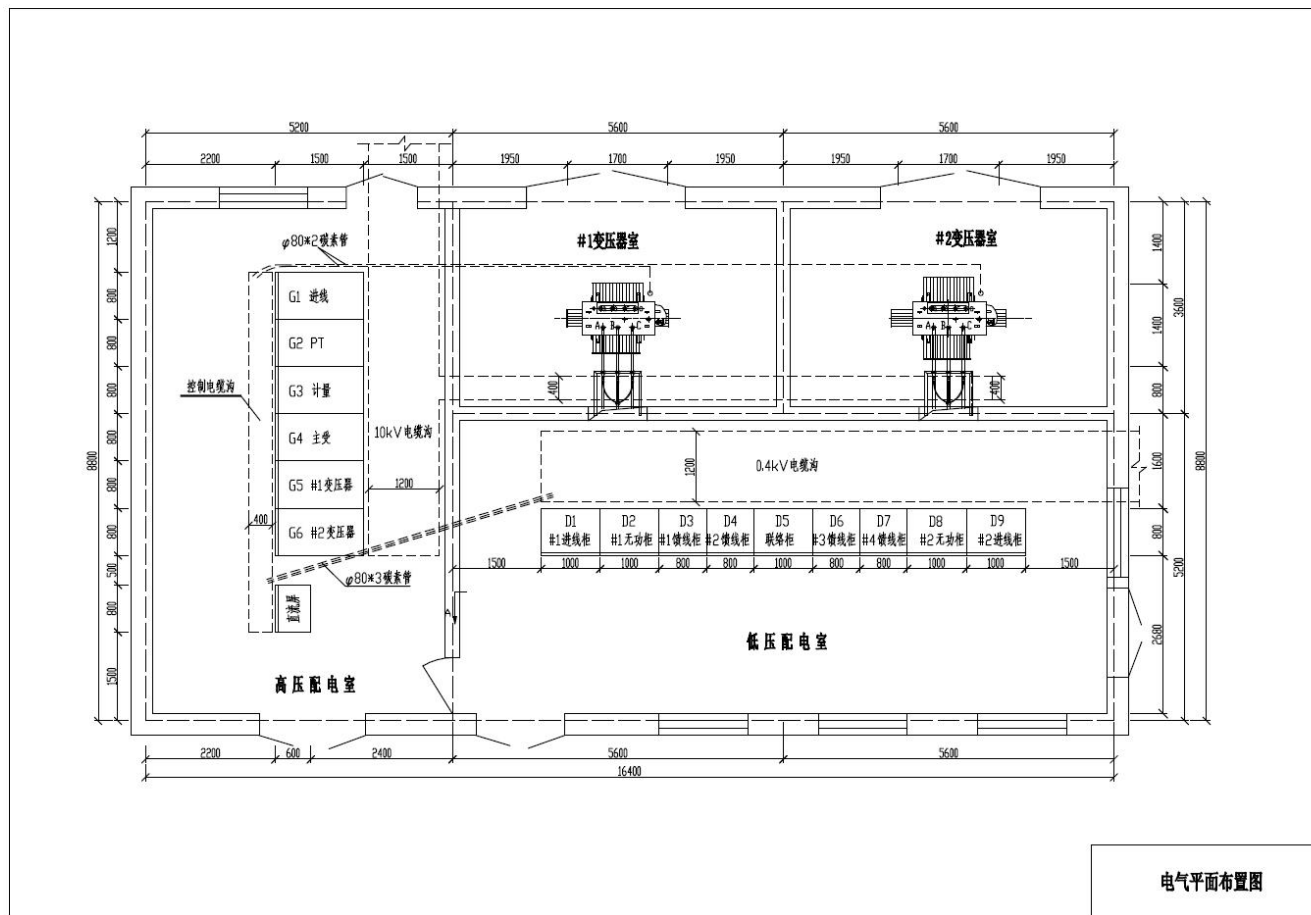 5200
5600
5600
2200
1500
1500
1950
1700
1950
1950
1700
1950
φ80*2碳素管
#1变压器室
#2变压器室
1200
800
800
800
800
800
800
500
800
1500
8800
G1 进线
G2 PT
G3 计量
G4 主受
G5 #1变压器
G6 #2变压器
控制电缆沟
400
10kV电缆沟
1200
A B C
A B C
400
400
1400
1400
800
1600
800
2680
3600
5200
8800
1200
0.4kV电缆沟
D1
#1进线柜
D2
#1无功柜
D3
#1馈线柜
D4
#2馈线柜
D5
联络柜
D6
#3馈线柜
D7
#4馈线柜
D8
#2无功柜
D9
#2进线柜
1500
1000
1000
800
800
1000
800
800
1000
1000
1500
φ80*3碳素管
直流屏
A
高压配电室
低压配电室
2200
600
2400
5600
5600
16400
电气平面布置图